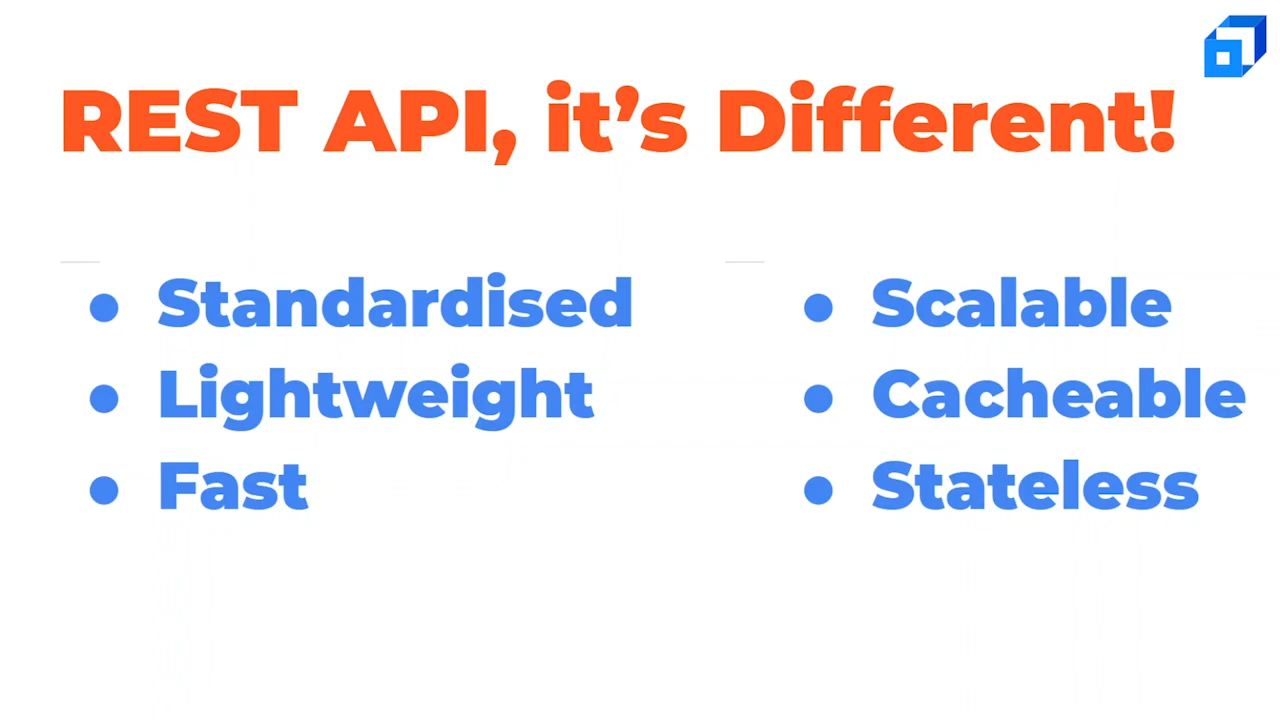 REST API, it’s Different!
● Standardised
● Lightweight
● Fast
● Scalable
● Cacheable
● Stateless